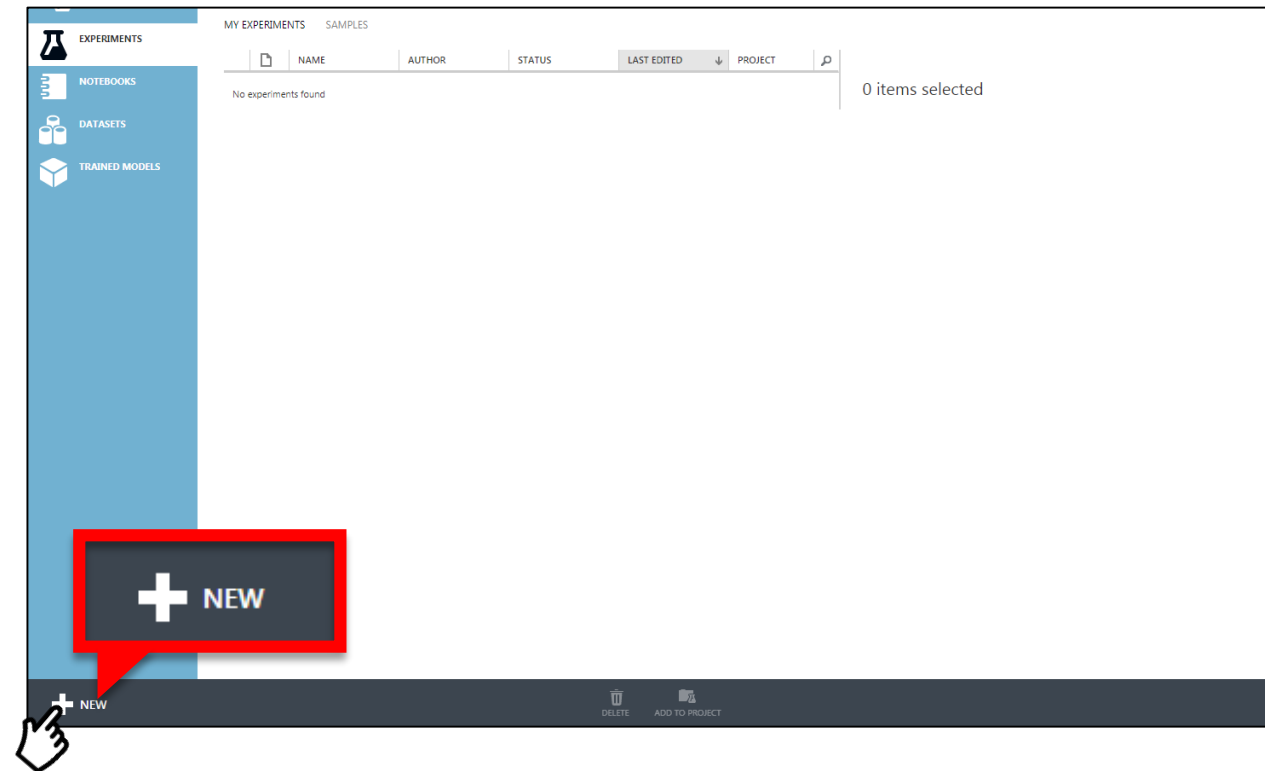 EXPERIMENTS
NOTEBOOKS
DATASETS
TRAINED MODELS
MY EXPERIMENTS SAMPLES
NAME AUTHOR STATUS LAST EDITED PROJECT
No experiments found
0 items selected
NEW
NEW
DELETE ADD TO PROJECT